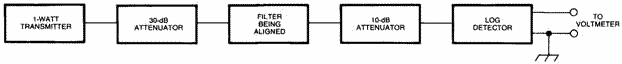 1-WATT
TRANSMITTER
30-dB
ATTENUATOR
FILTER
BEING
ALIGNED
10-dB
ATTENUATOR
LOG
DETECTOR
TO
VOLTMETER